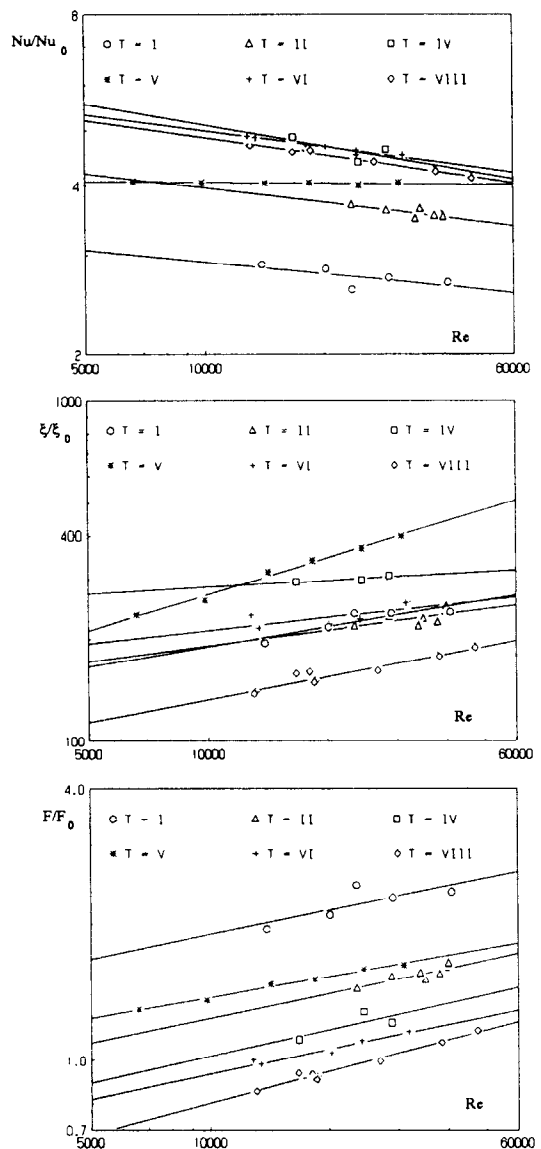 Nu/Nu0
8
T = I
T = II
T = IV
T = V
T = VI
T = VIII
4
Re
2
5000
10000
60000
1000
ξ/ξ0
T = I
T = II
T = IV
T = V
T = VI
T = VIII
400
Re
100
5000
10000
60000
4.0
F/F0
T - I
T - II
T - IV
T = V
T = VI
T = VIII
1.0
Re
0.7
5000
10000
60000